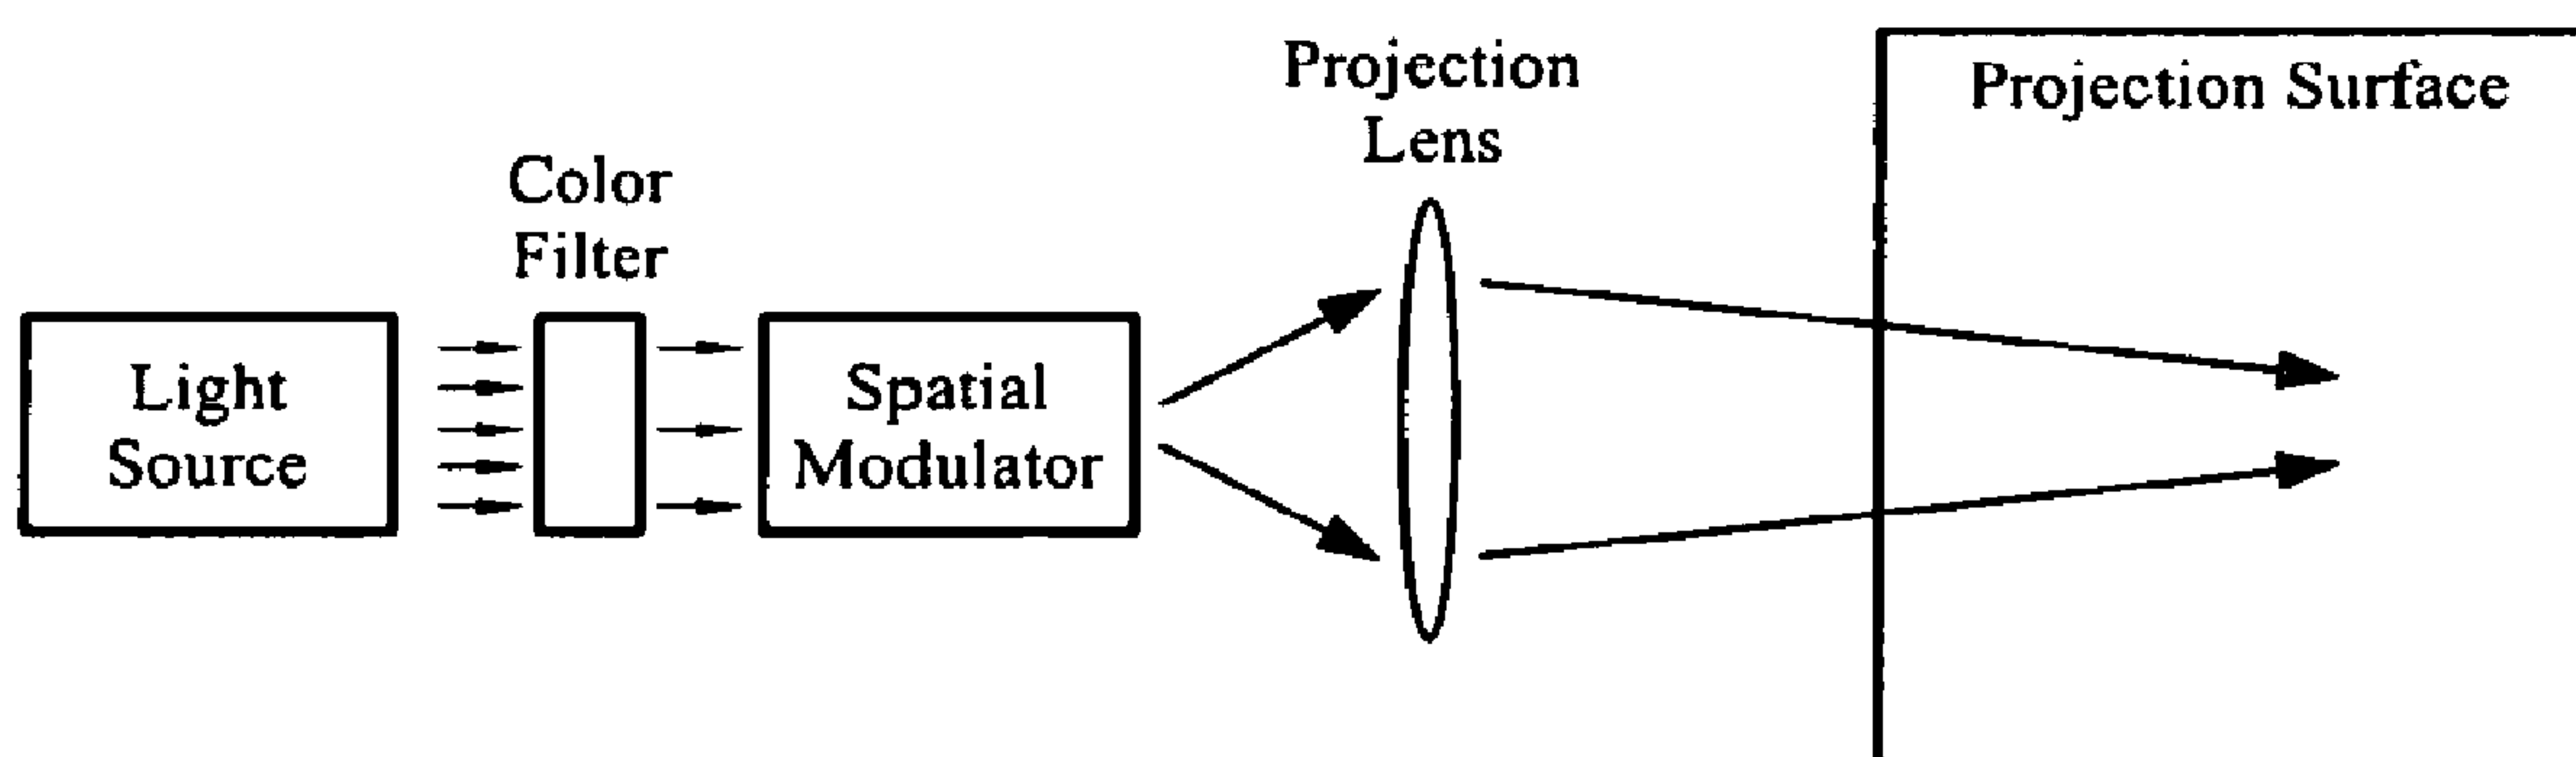 Light
Source
Color
Filter
Spatial
Modulator
Projection
Lens
Projection Surface